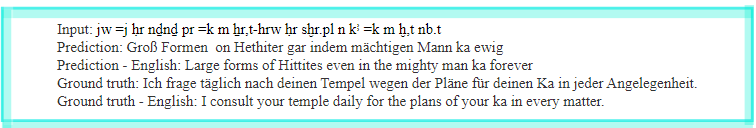 Input: jw =j ḥr nḏnḏ pr =k m ẖr,t-hrw ḥr sḫr.pl n kꜣ =k m ḫ,t nb.t
Prediction: Groß Formen on Hethiter gar indem mächtigen Mann ka ewig
Prediction - English: Large forms of Hittites even in the mighty man ka forever
Ground truth: Ich frage täglich nach deinen Tempel wegen der Pläne für deinen Ka in jeder Angelegenheit.
Ground truth - English: I consult your temple daily for the plans of your ka in every matter.